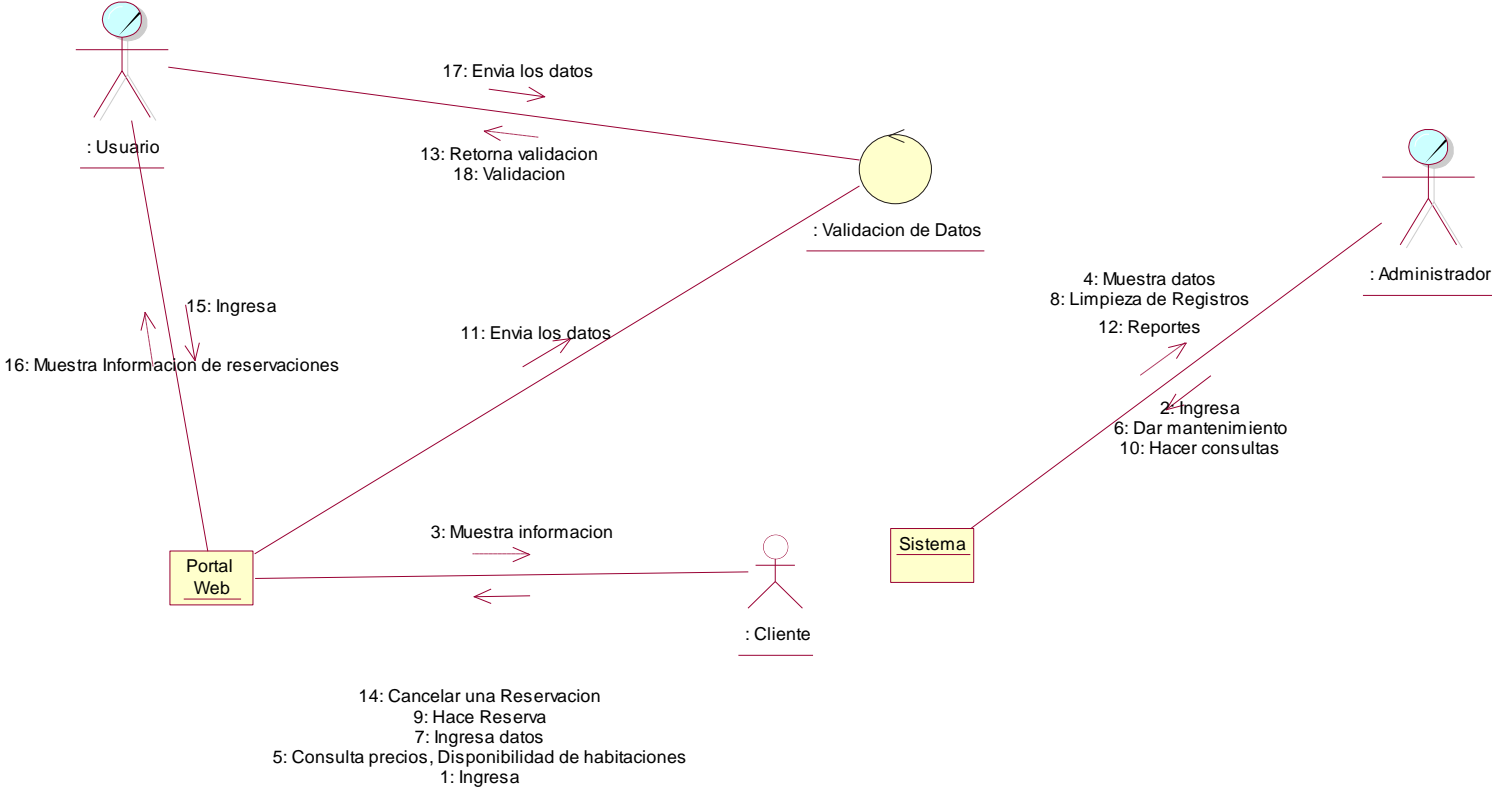 17: Envia los datos
: Usuario
13: Retorna validacion
18: Validacion
: Validacion de Datos
: Administrador
4: Muestra datos
8: Limpieza de Registros
12: Reportes
15: Ingresa
11: Envia los datos
16: Muestra Informacion de reservaciones
2: Ingresa
6: Dar mantenimiento
10: Hacer consultas
3: Muestra informacion
Sistema
Portal
Web
: Cliente
14: Cancelar una Reservacion
9: Hace Reserva
7: Ingresa datos
5: Consulta precios, Disponibilidad de habitaciones
1: Ingresa